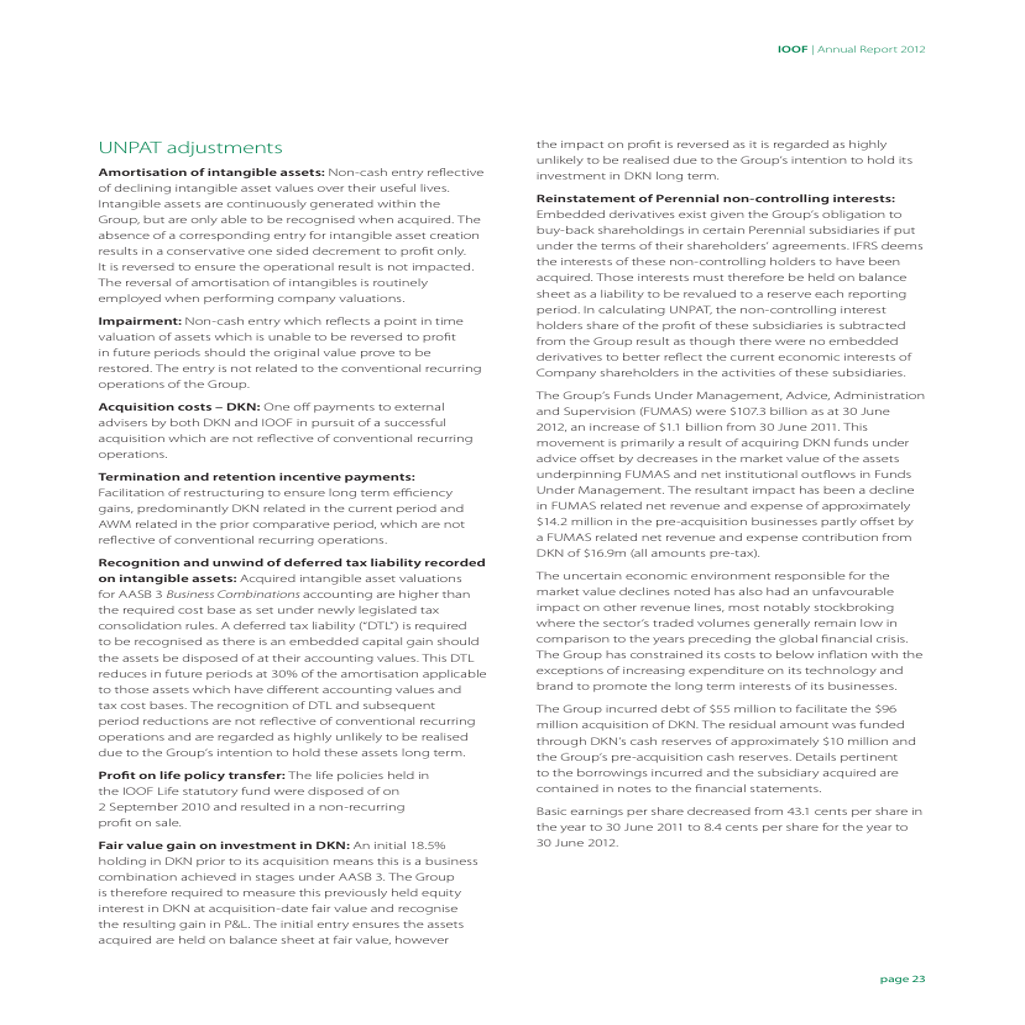 IOOF | Annual Report 2012
UNPAT adjustments
Amortisation of intangible assets: Non-cash entry reflective
of declining intangible asset values over their useful lives.
Intangible assets are continuously generated within the
Group, but are only able to be recognised when acquired. The
absence of a corresponding entry for intangible asset creation
results in a conservative one sided decrement to profit only.
It is reversed to ensure the operational result is not impacted.
The reversal of amortisation of intangibles is routinely
employed when performing company valuations.
Impairment: Non-cash entry which reflects a point in time
valuation of assets which is unable to be reversed to profit
in future periods should the original value prove to be
restored. The entry is not related to the conventional recurring
operations of the Group.
Acquisition costs – DKN: One off payments to external
advisers by both DKN and IOOF in pursuit of a successful
acquisition which are not reflective of conventional recurring
operations.
Termination and retention incentive payments:
Facilitation of restructuring to ensure long term efficiency
gains, predominantly DKN related in the current period and
AWM related in the prior comparative period, which are not
reflective of conventional recurring operations.
Recognition and unwind of deferred tax liability recorded
on intangible assets: Acquired intangible asset valuations
for AASB 3 Business Combinations accounting are higher than
the required cost base as set under newly legislated tax
consolidation rules. A deferred tax liability (“DTL”) is required
to be recognised as there is an embedded capital gain should
the assets be disposed of at their accounting values. This DTL
reduces in future periods at 30% of the amortisation applicable
to those assets which have different accounting values and
tax cost bases. The recognition of DTL and subsequent
period reductions are not reflective of conventional recurring
operations and are regarded as highly unlikely to be realised
due to the Group’s intention to hold these assets long term.
Profit on life policy transfer: The life policies held in
the IOOF Life statutory fund were disposed of on
2 September 2010 and resulted in a non-recurring
profit on sale.
Fair value gain on investment in DKN: An initial 18.5%
holding in DKN prior to its acquisition means this is a business
combination achieved in stages under AASB 3. The Group
is therefore required to measure this previously held equity
interest in DKN at acquisition-date fair value and recognise
the resulting gain in P&L. The initial entry ensures the assets
acquired are held on balance sheet at fair value, however
the impact on profit is reversed as it is regarded as highly
unlikely to be realised due to the Group’s intention to hold its
investment in DKN long term.
Reinstatement of Perennial non-controlling interests:
Embedded derivatives exist given the Group’s obligation to
buy-back shareholdings in certain Perennial subsidiaries if put
under the terms of their shareholders’ agreements. IFRS deems
the interests of these non-controlling holders to have been
acquired. Those interests must therefore be held on balance
sheet as a liability to be revalued to a reserve each reporting
period. In calculating UNPAT, the non-controlling interest
holders share of the profit of these subsidiaries is subtracted
from the Group result as though there were no embedded
derivatives to better reflect the current economic interests of
Company shareholders in the activities of these subsidiaries.
The Group’s Funds Under Management, Advice, Administration
and Supervision (FUMAS) were $107.3 billion as at 30 June
2012, an increase of $1.1 billion from 30 June 2011. This
movement is primarily a result of acquiring DKN funds under
advice offset by decreases in the market value of the assets
underpinning FUMAS and net institutional outflows in Funds
Under Management. The resultant impact has been a decline
in FUMAS related net revenue and expense of approximately
$14.2 million in the pre-acquisition businesses partly offset by
a FUMAS related net revenue and expense contribution from
DKN of $16.9m (all amounts pre-tax).
The uncertain economic environment responsible for the
market value declines noted has also had an unfavourable
impact on other revenue lines, most notably stockbroking
where the sector’s traded volumes generally remain low in
comparison to the years preceding the global financial crisis.
The Group has constrained its costs to below inflation with the
exceptions of increasing expenditure on its technology and
brand to promote the long term interests of its businesses.
The Group incurred debt of $55 million to facilitate the $96
million acquisition of DKN. The residual amount was funded
through DKN’s cash reserves of approximately $10 million and
the Group’s pre-acquisition cash reserves. Details pertinent
to the borrowings incurred and the subsidiary acquired are
contained in notes to the financial statements.
Basic earnings per share decreased from 43.1 cents per share in
the year to 30 June 2011 to 8.4 cents per share for the year to
30 June 2012.
page 23